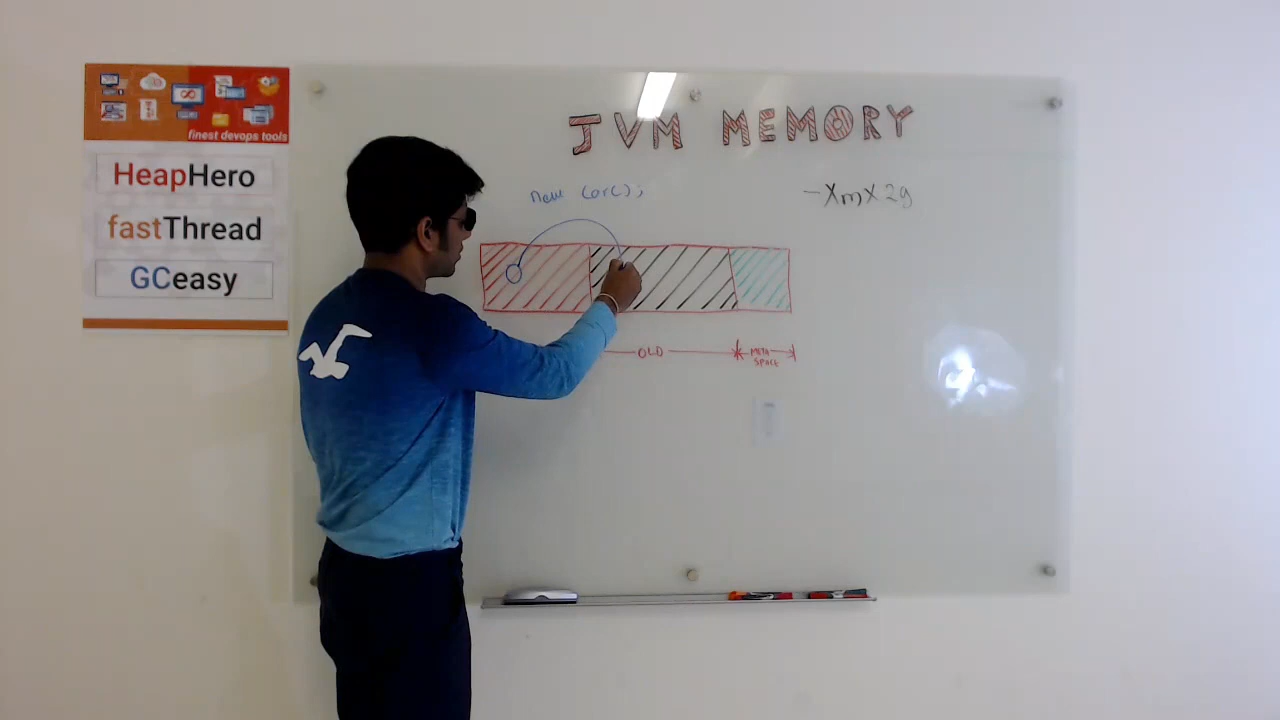 finest devops tools
HeapHero
fastThread
GCeasy
JVM MEMORY
new Car();
-Xmx2g
OLD
META
SPACE